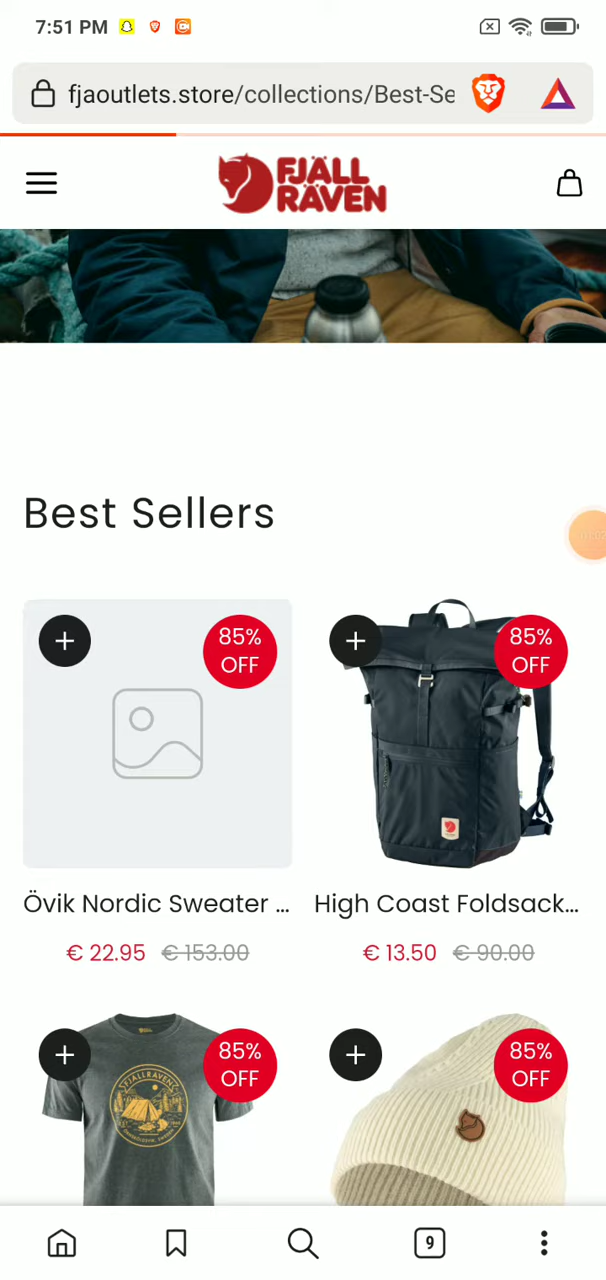 7:51 PM
fjaoutlets.store/collections/Best-Se
FJÄLL
RÄVEN
Best Sellers
85%
OFF
85%
OFF
Övik Nordic Sweater ...
High Coast Foldsack...
€ 22.95 € 153.00
€ 13.50 € 90.00
85%
OFF
85%
OFF
FJÄLLRÄVEN
9